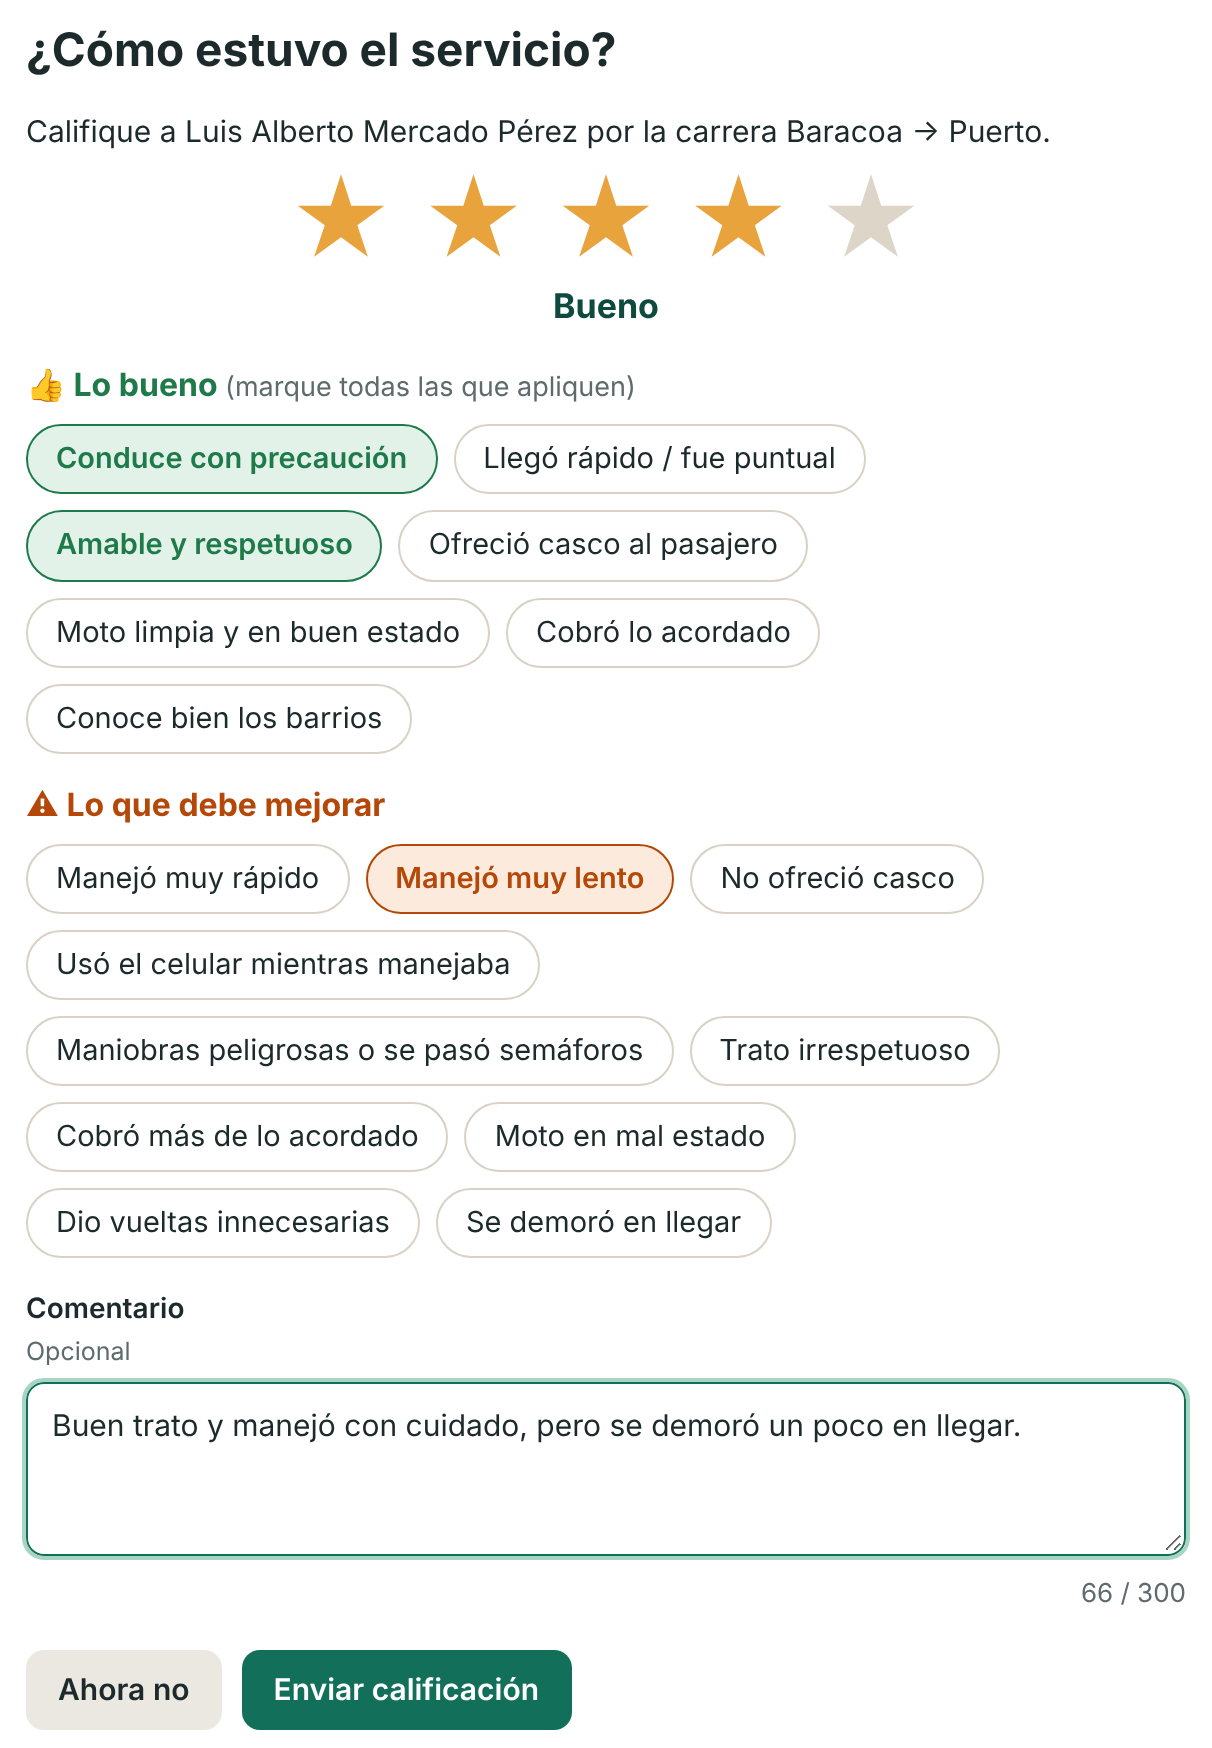 ¿Cómo estuvo el servicio?
Califique a Luis Alberto Mercado Pérez por la carrera Baracoa → Puerto.
Bueno
👍 Lo bueno (marque todas las que apliquen)
Conduce con precaución Llegó rápido / fue puntual
Amable y respetuoso Ofreció casco al pasajero
Moto limpia y en buen estado Cobró lo acordado
Conoce bien los barrios
⚠ Lo que debe mejorar
Manejó muy rápido Manejó muy lento No ofreció casco
Usó el celular mientras manejaba
Maniobras peligrosas o se pasó semáforos Trato irrespetuoso
Cobró más de lo acordado Moto en mal estado
Dio vueltas innecesarias Se demoró en llegar
Comentario
Opcional
Buen trato y manejó con cuidado, pero se demoró un poco en llegar.
66 / 300
Ahora no Enviar calificación